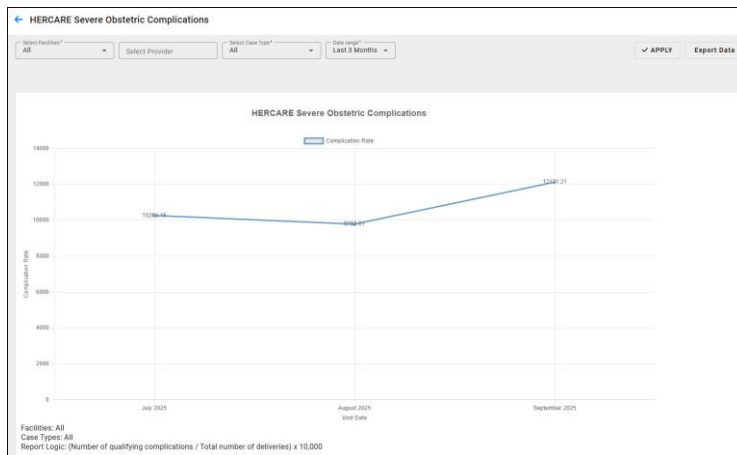 HERCARE Severe Obstetric Complications
Select Facilities*
All
Select Provider
Select Case Type*
All
Date range*
Last 3 Months
APPLY
Export Data
HERCARE Severe Obstetric Complications
Complication Rate
14000
12000
10000
8000
6000
4000
2000
0
Complication Rate
July 2025
August 2025
September 2025
Visit Date
Facilities: All
Case Types: All
Report Logic: (Number of qualifying complications / Total number of deliveries) x 10,000